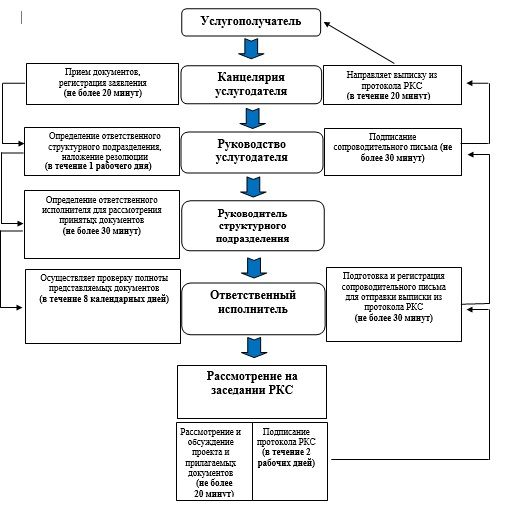 Услугополучатель
Прием документов,
регистрация заявления
(не более 20 минут)
Канцелярия
услугодателя
Направляет выписку из
протокола РКС
(в течение 20 минут)
Определение ответственного
структурного подразделения,
наложение резолюции
(в течение 1 рабочего дня)
Руководство
услугодателя
Подписание
сопроводительного письма (не
более 30 минут)
Определение ответственного
исполнителя для рассмотрения
принятых документов
(не более 30 минут)
Руководитель
структурного
подразделения
Осуществляет проверку полноты
представляемых документов
(в течение 8 календарных дней)
Ответственный
исполнитель
Подготовка и регистрация
сопроводительного письма
для отправки выписки из
протокола РКС
(не более 30 минут)
Рассмотрение на
заседании РКС
Рассмотрение и
обсуждение
проекта и
прилагаемых
документов
(не более
20 минут)
Подписание
протокола РКС
(в течение 2
рабочих дней)